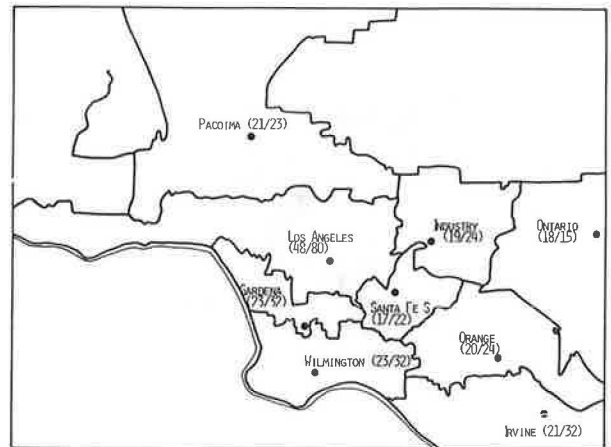 PACOIMA (21/23)
INDUSTRY
(19/24)
ONTARIO
(18/15)
LOS ANGELES
(48/80)
GARDENA
(23/32)
SANTA FE S
(17/22)
ORANGE
(20/24)
WILMINGTON (23/32)
IRVINE (21/32)